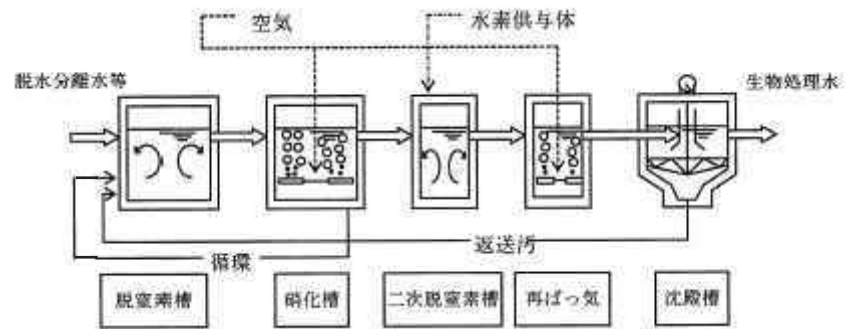 空気
水素供与体
脱水分離水等
生物処理水
返送汚
循環
脱窒素槽
硝化槽
二次脱窒素槽
再ばっ気
沈殿槽